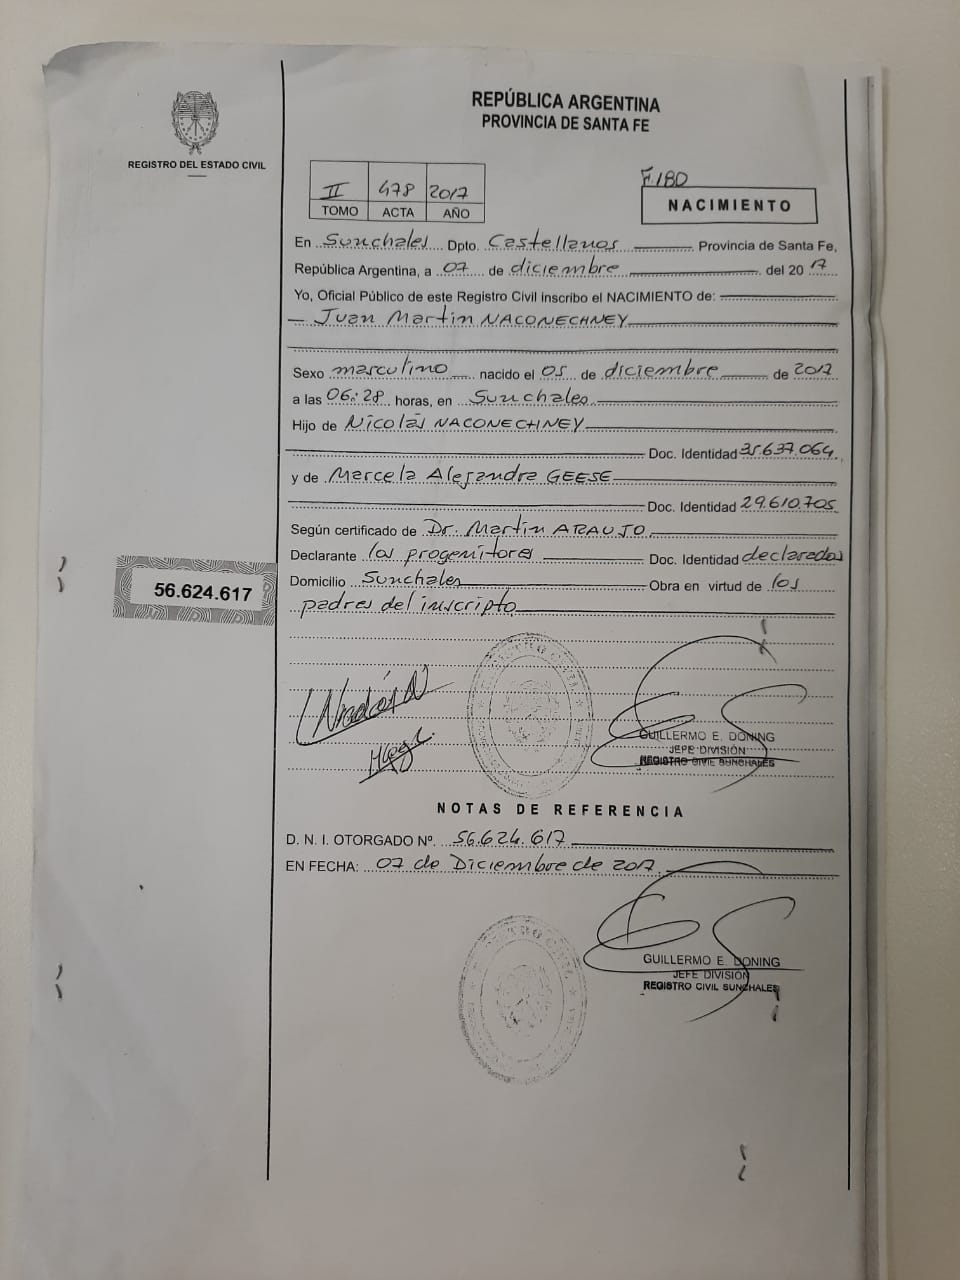 REPÚBLICA ARGENTINA
PROVINCIA DE SANTA FE
REGISTRO DEL ESTADO CIVIL
II 478 2017
TOMO ACTA AÑO
F.180
NACIMIENTO
En Sunchales Dpto. Castellanos Provincia de Santa Fe,
República Argentina, a 07 de diciembre del 2017
Yo, Oficial Público de este Registro Civil inscribo el NACIMIENTO de:
Juan Martin NACONECHNEY
Sexo masculino nacido el 05 de diciembre de 2017
a las 06:28 horas, en Sunchales
Hijo de Nicolás NACONECHNEY
Doc. Identidad 35.637.064
y de Marcela Alejandra GEESE
Doc. Identidad 29.610.705
Según certificado de Dr. Martin ARAUJO
Declarante los progenitores Doc. Identidad declarados
Domicilio Sunchales Obra en virtud de los
padres del inscripto
56.624.617
GUILLERMO E. DONING
JEFE DIVISIÓN
REGISTRO CIVIL SUNCHALES
NOTAS DE REFERENCIA
D. N. I. OTORGADO Nº. 56.624.617
EN FECHA: 07 de Diciembre de 2017
GUILLERMO E. DONING
JEFE DIVISIÓN
REGISTRO CIVIL SUNCHALES